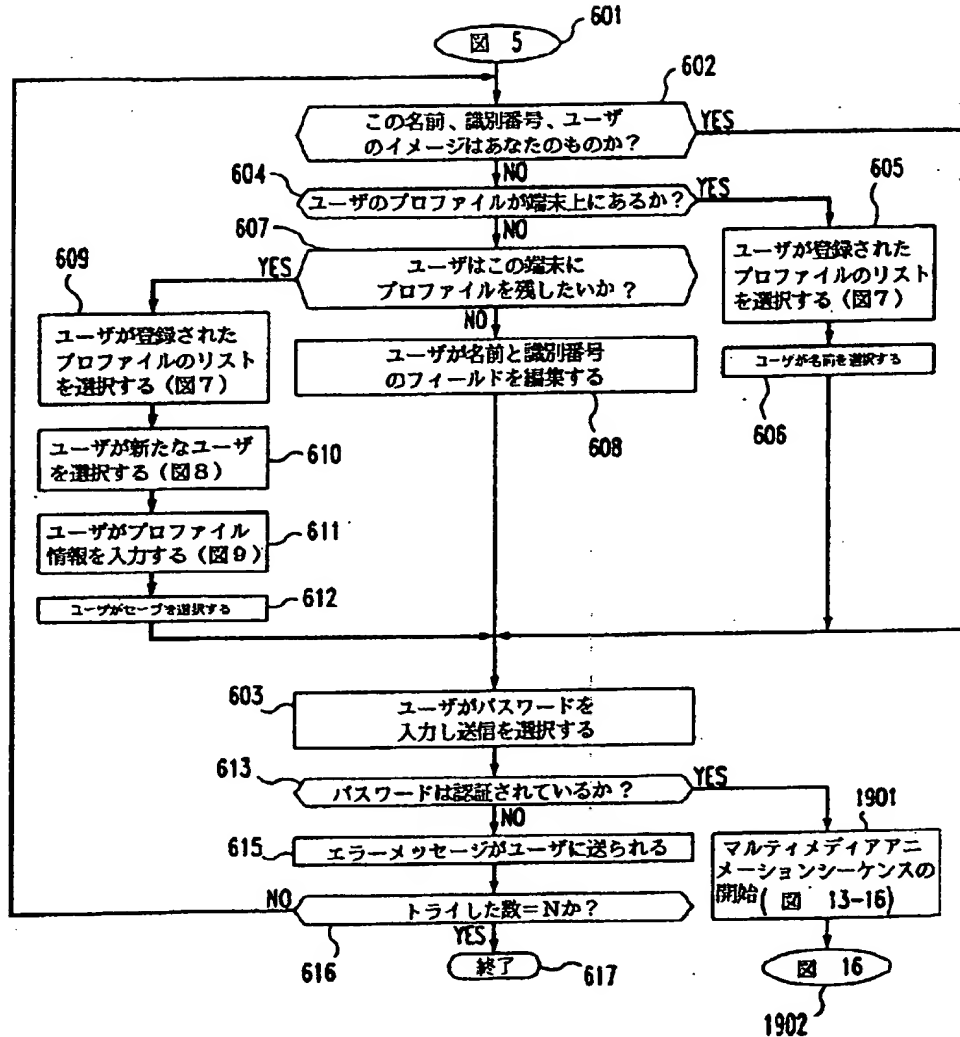 図 5
601
602
この名前、識別番号、ユーザ
のイメージはあなたのものか?
YES
NO
604
ユーザのプロファイルが端末上にあるか?
YES
605
NO
607
609
YES
ユーザはこの端末に
プロファイルを残したいか?
ユーザが登録された
プロファイルのリスト
を選択する(図7)
NO
ユーザが登録された
プロファイルのリスト
を選択する(図7)
ユーザが名前と識別番号
のフィールドを編集する
ユーザが名前を選択する
606
608
ユーザが新たなユーザ
を選択する(図8)
610
ユーザがプロファイル
情報を入力する(図9)
611
ユーザがセーブを選択する
612
603
ユーザがパスワードを
入力し送信を選択する
613
パスワードは認証されているか?
YES
NO
1901
615
エラーメッセージがユーザに送られる
マルチメディアアニ
メーションシーケンスの
開始(図 13-16)
NO
トライした数=Nか?
616
YES
終了
617
図 16
1902